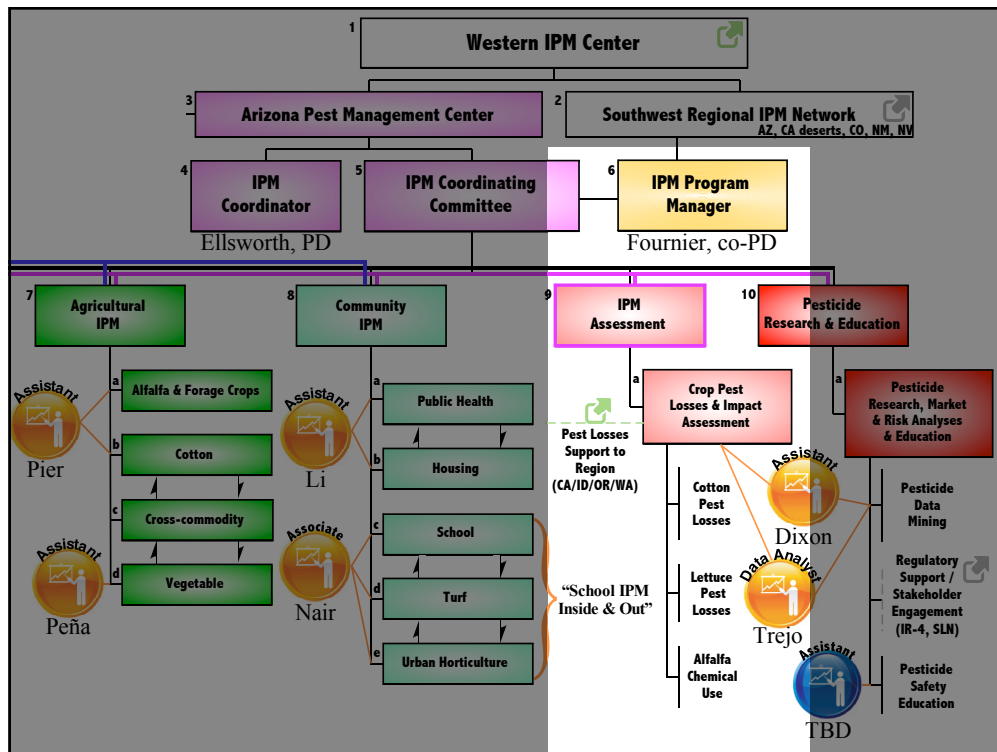 1
Western IPM Center
3
Arizona Pest Management Center
2
Southwest Regional IPM Network
AZ, CA deserts, CO, NM, NV
4
IPM
Coordinator
Ellsworth, PD
5
IPM Coordinating
Committee
6
IPM Program
Manager
Fournier, co-PD
7
Agricultural
IPM
8
Community
IPM
9
IPM
Assessment
10
Pesticide
Research & Education
Assistant
Pier
a
Alfalfa & Forage Crops
b
Cotton
c
Cross-commodity
d
Vegetable
Assistant
Peña
Assistant
Li
a
Public Health
b
Housing
Associate
Nair
c
School
d
Turf
e
Urban Horticulture
“School IPM
Inside & Out”
a
Crop Pest
Losses & Impact
Assessment
Pest Losses
Support to
Region
(CA/ID/OR/WA)
Cotton
Pest
Losses
Lettuce
Pest
Losses
Alfalfa
Chemical
Use
Assistant
Dixon
Data Analyst
Trejo
Assistant
TBD
a
Pesticide
Research, Market
& Risk Analyses
& Education
Pesticide
Data
Mining
Regulatory
Support /
Stakeholder
Engagement
(IR-4, SLN)
Pesticide
Safety
Education